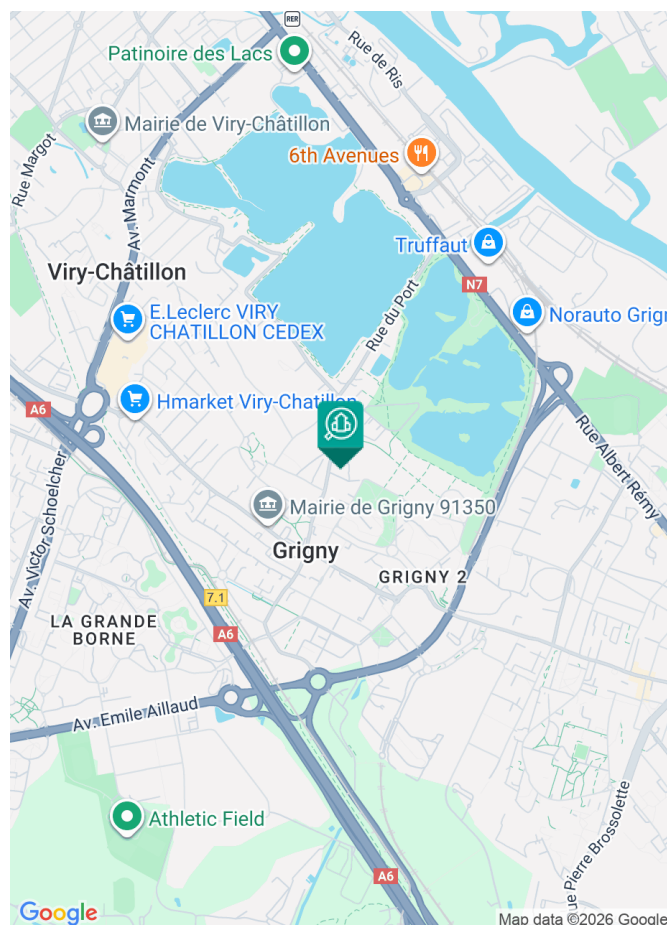 RER
Patinoire des Lacs
Rue de Ris
Mairie de Viry-Châtillon
6th Avenues
Rue Margot
Av. Marmont
Truffaut
Viry-Châtillon
N7
Rue du Port
E.Leclerc VIRY
CHATILLON CEDEX
Norauto Grign
Hmarket Viry-Chatillon
A6
Rue Albert Rémy
Av. Victor Schoelcher
Mairie de Grigny 91350
Grigny
GRIGNY 2
7.1
LA GRANDE
BORNE
A6
Av. Emile Aillaud
Athletic Field
ue Pierre Brossolette
A6
Google
Map data ©2026 Google